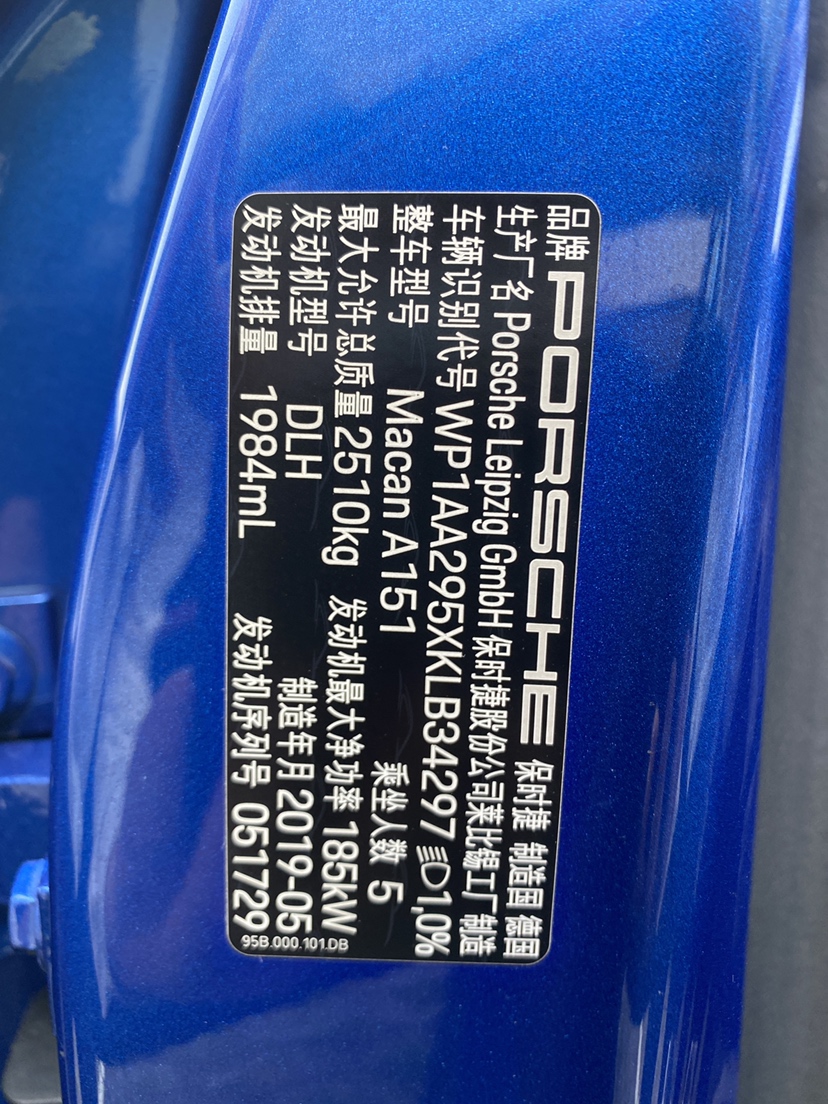 品牌 PORSCHE 保时捷 制造国 德国
生产厂名 Porsche Leipzig GmbH 保时捷股份公司莱比锡工厂 制造
车辆识别代号 WP1AA295XKLB34297 1,0%
整车型号 Macan A151 乘坐人数 5
最大允许总质量 2510kg 发动机最大净功率 185kW
发动机型号 DLH 制造年月 2019-05
发动机排量 1984mL 发动机序列号 051729
95B.000.101.DB